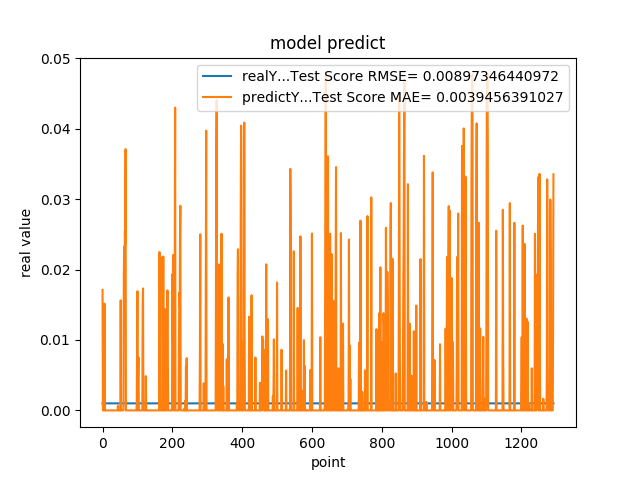 model predict
realY...Test Score RMSE= 0.00897346440972
predictY...Test Score MAE= 0.0039456391027
real value
0.05
0.04
0.03
0.02
0.01
0.00
0 200 400 600 800 1000 1200
point